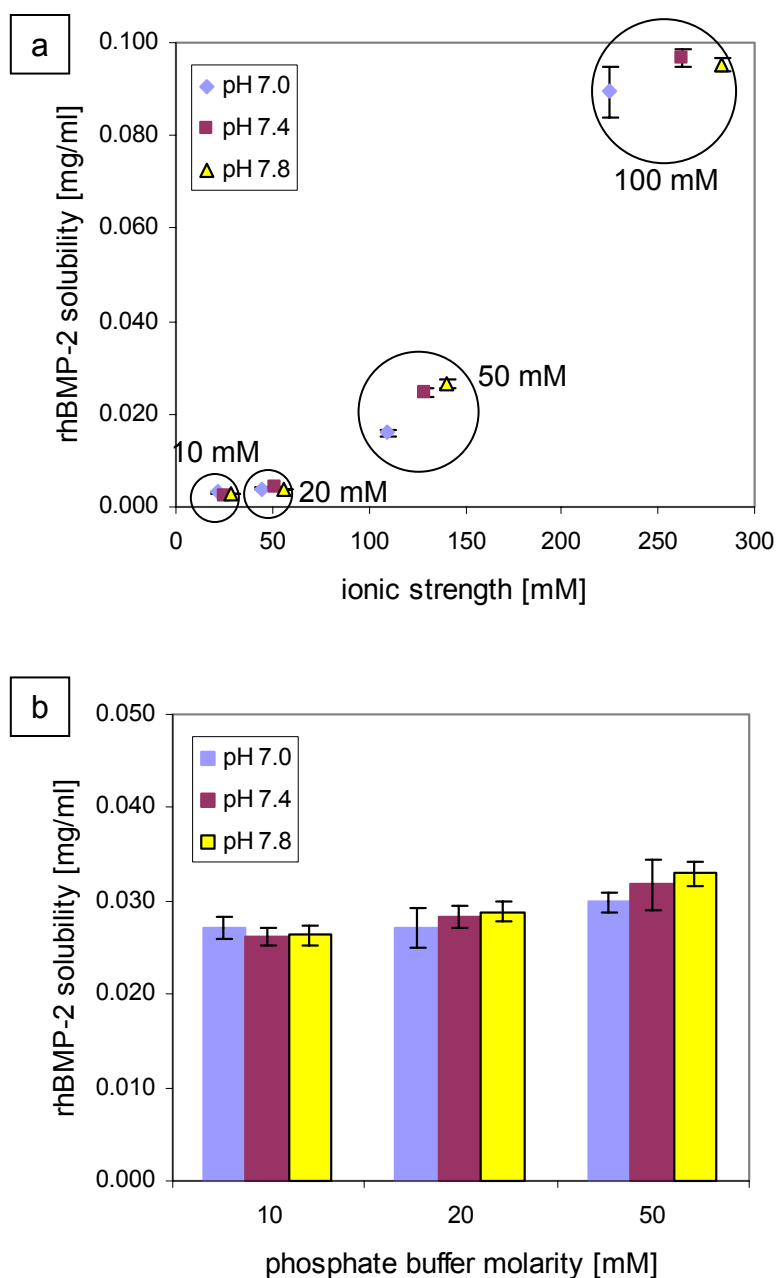 a
rhBMP-2 solubility [mg/ml]
0.100
0.080
0.060
0.040
0.020
0.000
pH 7.0
pH 7.4
pH 7.8
100 mM
50 mM
10 mM
20 mM
0 50 100 150 200 250 300
ionic strength [mM]
b
rhBMP-2 solubility [mg/ml]
0.050
0.040
0.030
0.020
0.010
0.000
pH 7.0
pH 7.4
pH 7.8
10 20 50
phosphate buffer molarity [mM]